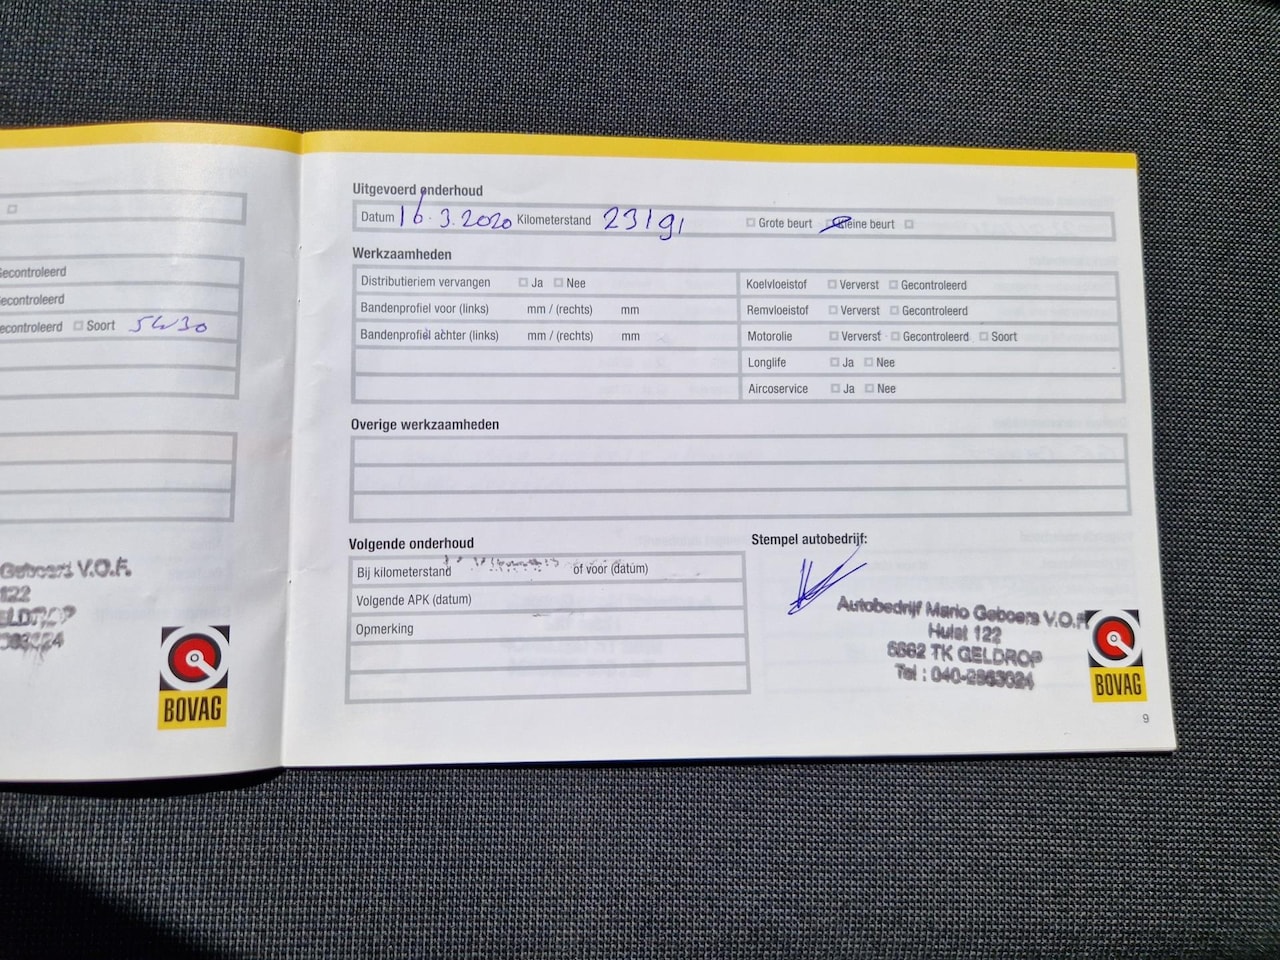 Gecontroleerd
Gecontroleerd
Gecontroleerd Soort 5W30
Geboers V.O.F.
122
GELDROP
BOVAG
Uitgevoerd onderhoud
Datum 16.3.2020 Kilometerstand 23191 Grote beurt Kleine beurt
Werkzaamheden
Distributieriem vervangen Ja Nee
Bandenprofiel voor (links) mm / (rechts) mm
Bandenprofiel achter (links) mm / (rechts) mm
Koelvloeistof Ververst Gecontroleerd
Remvloeistof Ververst Gecontroleerd
Motorolie Ververst Gecontroleerd Soort
Longlife Ja Nee
Aircoservice Ja Nee
Overige werkzaamheden
Volgende onderhoud
Bij kilometerstand of voor (datum)
Volgende APK (datum)
Opmerking
Stempel autobedrijf:
Autobedrijf Mario Geboers V.O.F
Hulst 122
5662 TK GELDROP
Tel : 040-2863024
BOVAG
9